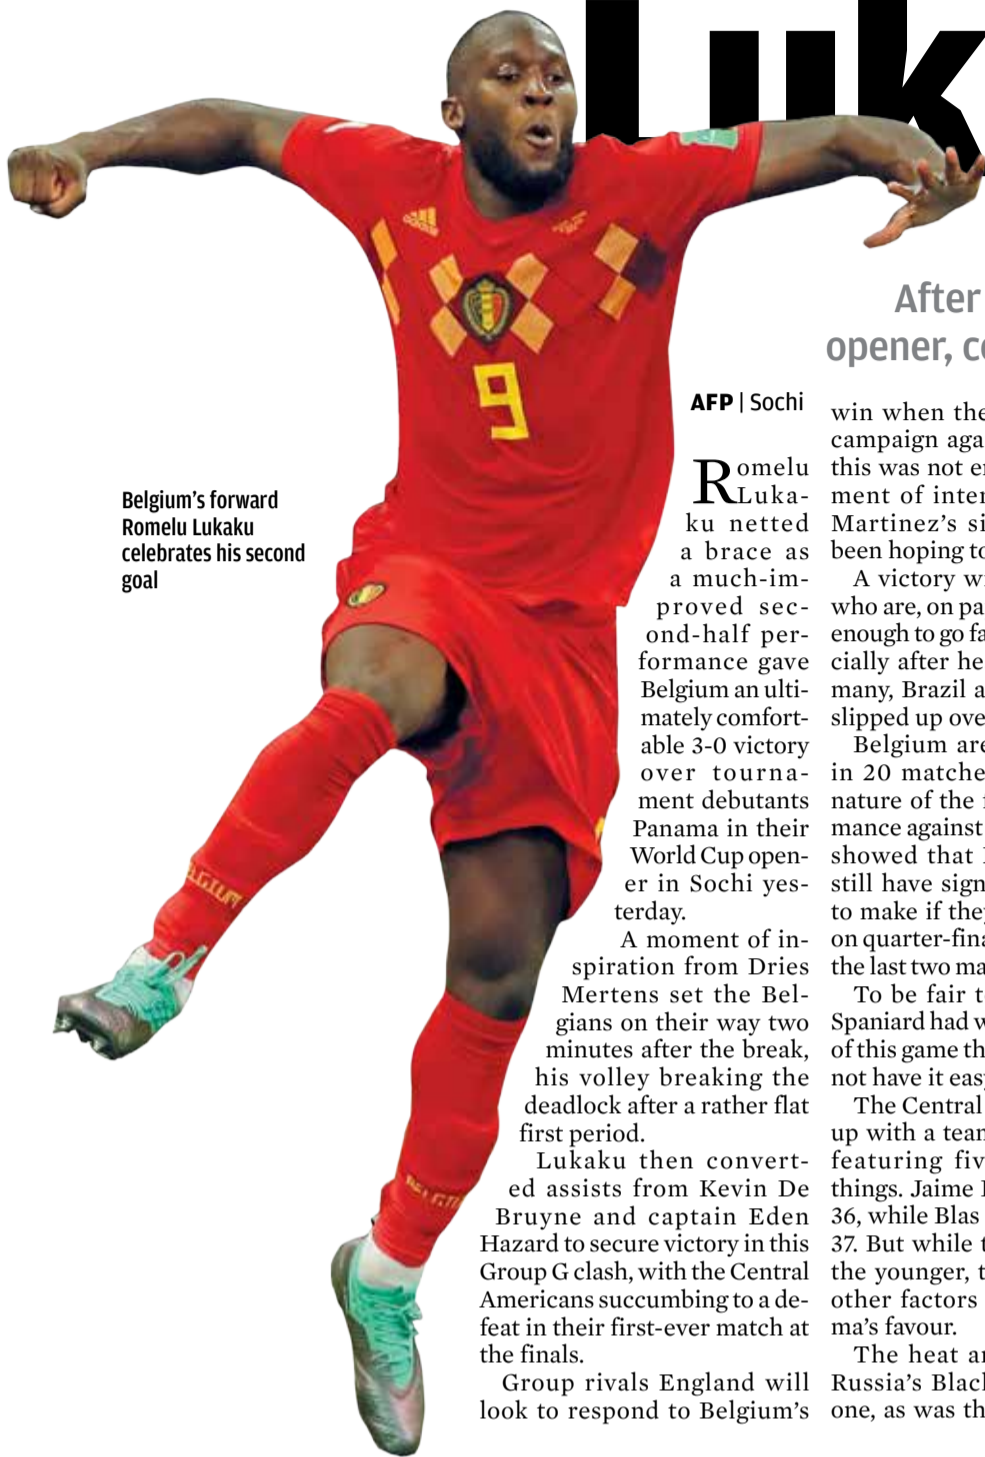 Luk
After
opener, c
AFP | Sochi
Belgium's forward
Romelu Lukaku
celebrates his second
goal
adidas
9
BELGIUM
Romelu
Luka-
ku netted
a brace as
a much-im-
proved sec-
ond-half per-
formance gave
Belgium an ulti-
mately comfort-
able 3-0 victory
over tourna-
ment debutants
Panama in their
World Cup open-
er in Sochi yes-
terday.
A moment of in-
spiration from Dries
Mertens set the Bel-
gians on their way two
minutes after the break,
his volley breaking the
deadlock after a rather flat
first period.
Lukaku then convert-
ed assists from Kevin De
Bruyne and captain Eden
Hazard to secure victory in this
Group G clash, with the Central
Americans succumbing to a de-
feat in their first-ever match at
the finals.
Group rivals England will
look to respond to Belgium's
win when the
campaign aga
this was not e
ment of inter
Martinez's si
been hoping to
A victory w
who are, on pa
enough to go fa
cially after he
many, Brazil a
slipped up ove
Belgium are
in 20 matche
nature of the
mance against
showed that
still have sign
to make if they
on quarter-fina
the last two ma
To be fair t
Spaniard had w
of this game th
not have it easy
The Central
up with a team
featuring fiv
things. Jaime
36, while Blas
37. But while t
the younger, t
other factors
ma's favour.
The heat an
Russia's Black
one, as was th